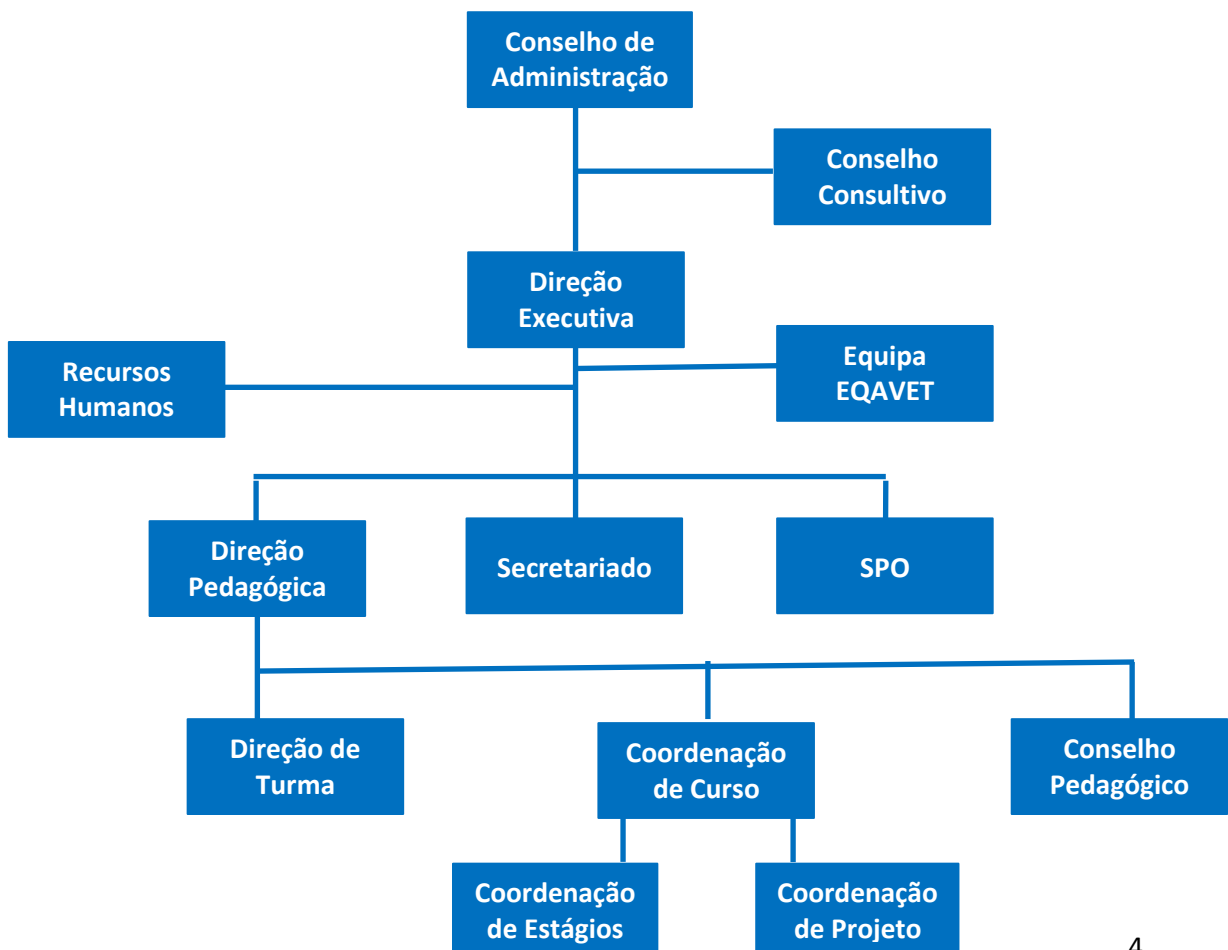 Conselho de
Administração
Conselho
Consultivo
Direção
Executiva
Recursos
Humanos
Equipa
EQAVET
Direção
Pedagógica
Secretariado
SPO
Direção de
Turma
Coordenação
de Curso
Conselho
Pedagógico
Coordenação
de Estágios
Coordenação
de Projeto
4